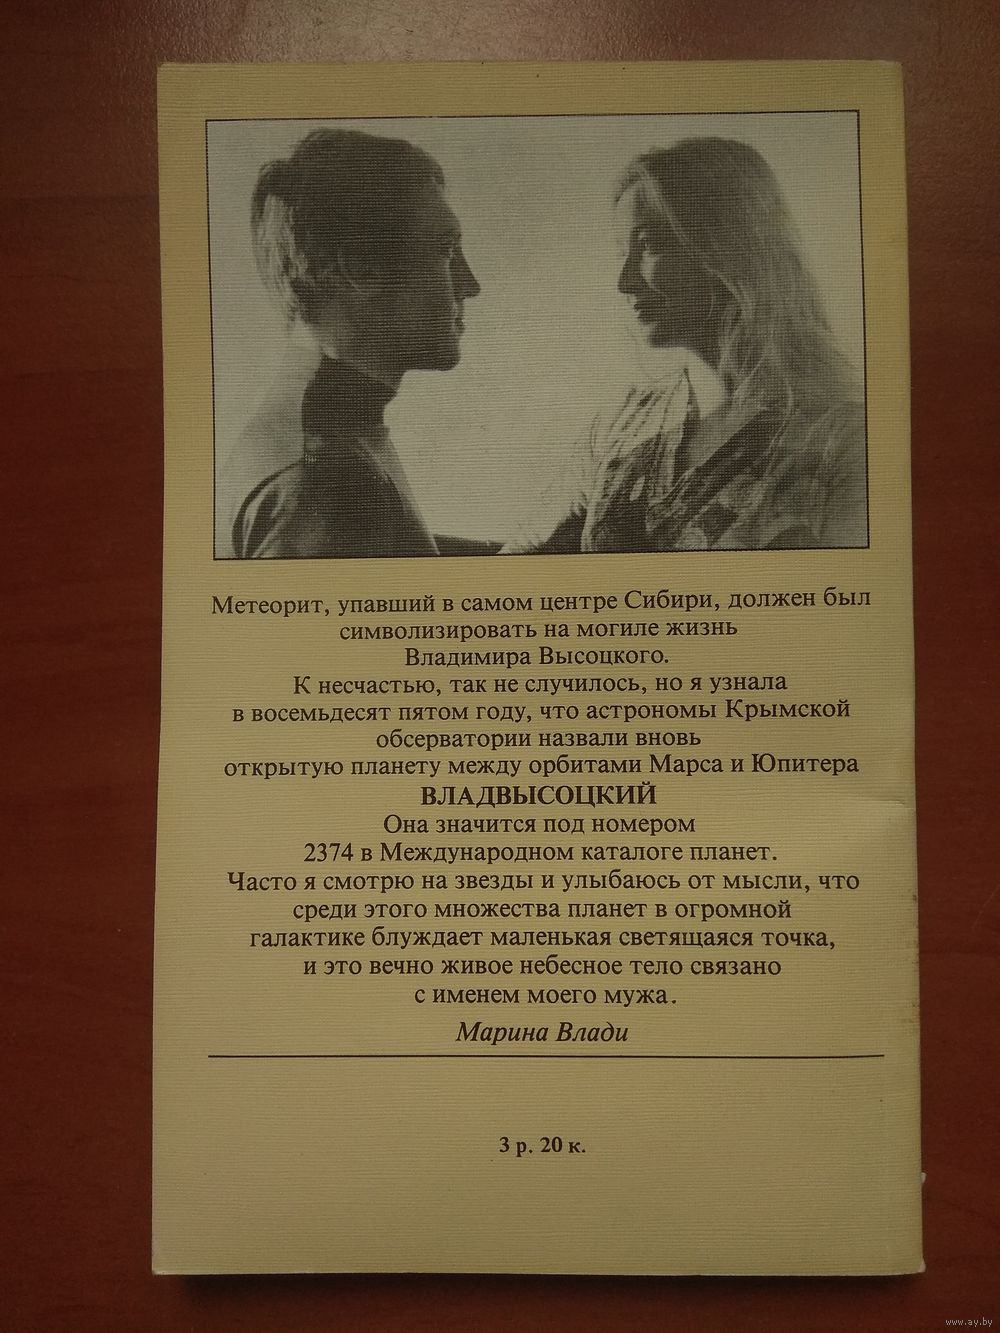 Метеорит, упавший в самом центре Сибири, должен был
символизировать на могиле жизнь
Владимира Высоцкого.
К несчастью, так не случилось, но я узнала
в восемьдесят пятом году, что астрономы Крымской
обсерватории назвали вновь
открытую планету между орбитами Марса и Юпитера
ВЛАДВЫСОЦКИЙ
Она значится под номером
2374 в Международном каталоге планет.
Часто я смотрю на звезды и улыбаюсь от мысли, что
среди этого множества планет в огромной
галактике блуждает маленькая светящаяся точка,
и это вечно живое небесное тело связано
с именем моего мужа.
Марина Влади
3 р. 20 к.
www.ay.by